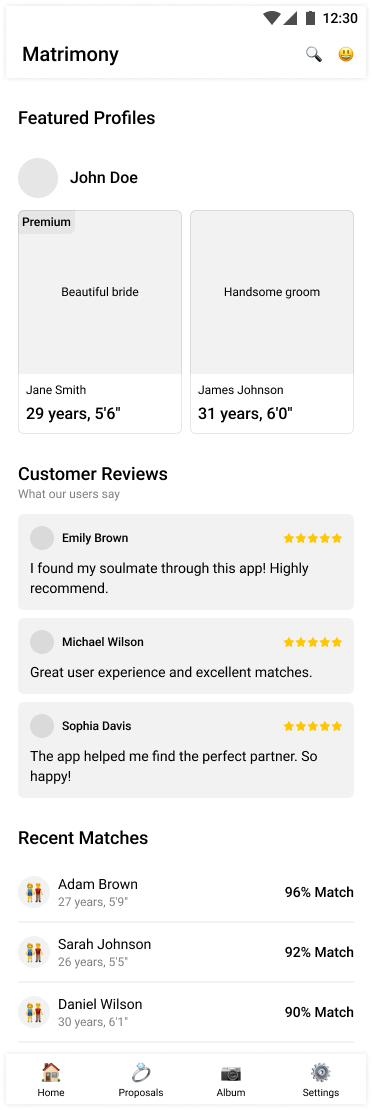 12:30
Matrimony
Featured Profiles
John Doe
Premium
Beautiful bride
Handsome groom
Jane Smith
29 years, 5'6"
James Johnson
31 years, 6'0"
Customer Reviews
What our users say
Emily Brown
I found my soulmate through this app! Highly
recommend.
Michael Wilson
Great user experience and excellent matches.
Sophia Davis
The app helped me find the perfect partner. So
happy!
Recent Matches
Adam Brown
27 years, 5'9"
96% Match
Sarah Johnson
26 years, 5'5"
92% Match
Daniel Wilson
30 years, 6'1"
90% Match
Home
Proposals
Album
Settings